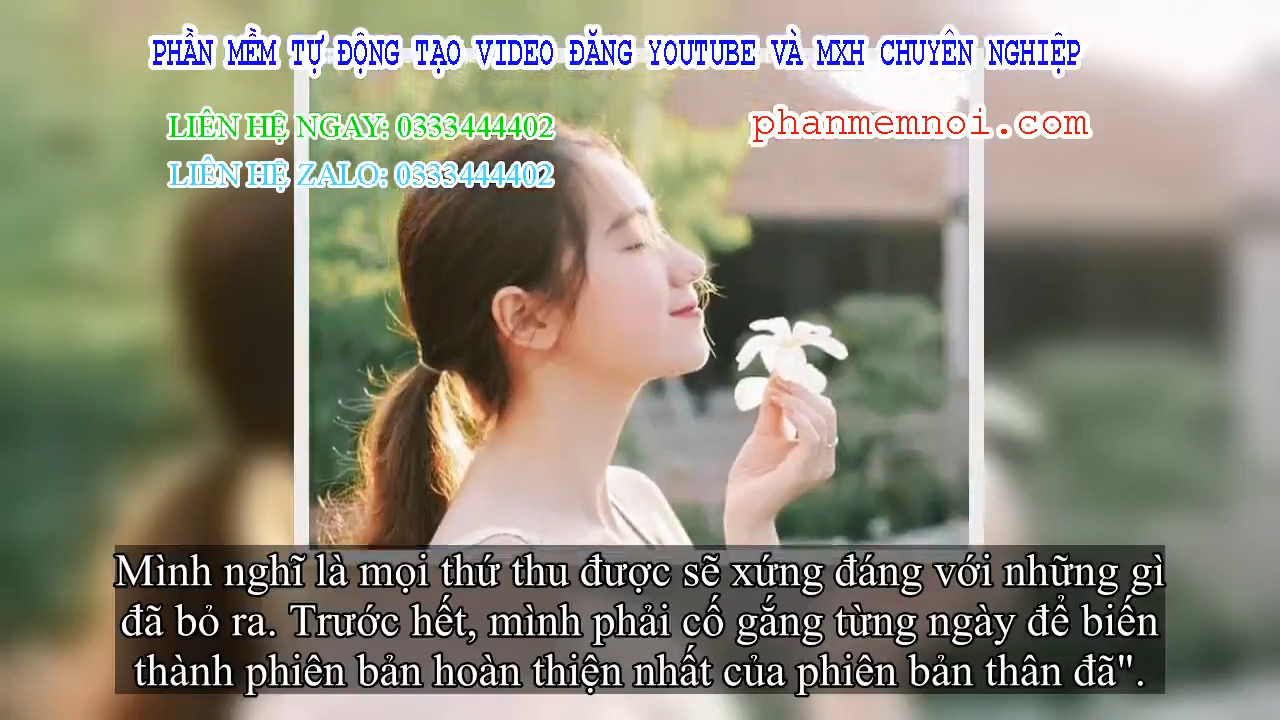 PHẦN MỀM TỰ ĐỘNG TẠO VIDEO ĐĂNG YOUTUBE VÀ MXH CHUYÊN NGHIỆP
LIÊN HỆ NGAY: 0333444402
phanmemnoi.com
LIÊN HỆ ZALO: 0333444402
Mình nghĩ là mọi thứ thu được sẽ xứng đáng với những gì
đã bỏ ra. Trước hết, mình phải cố gắng từng ngày để biến
thành phiên bản hoàn thiện nhất của phiên bản thân đã".